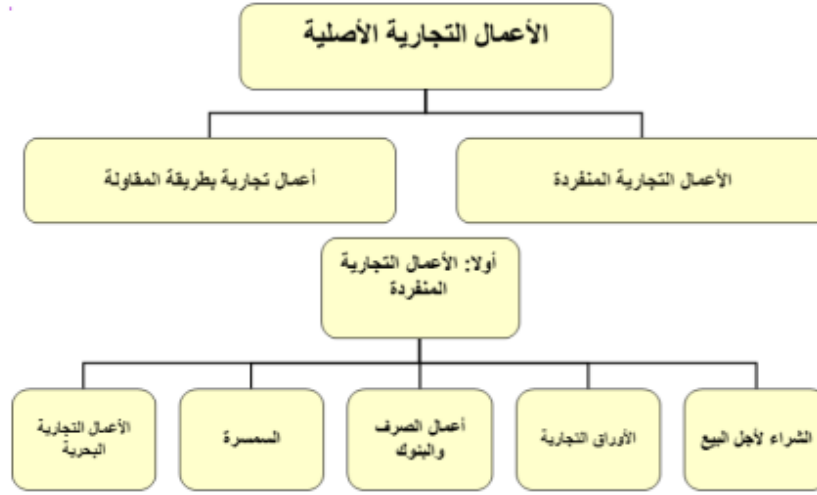 الأعمال التجارية الأصلية
الأعمال التجارية المنفردة
أعمال تجارية بطريقة المقاولة
أولا: الأعمال التجارية
المنفردة
الشراء لأجل البيع
الأوراق التجارية
أعمال الصرف
والبنوك
السمسرة
الأعمال التجارية
البحرية